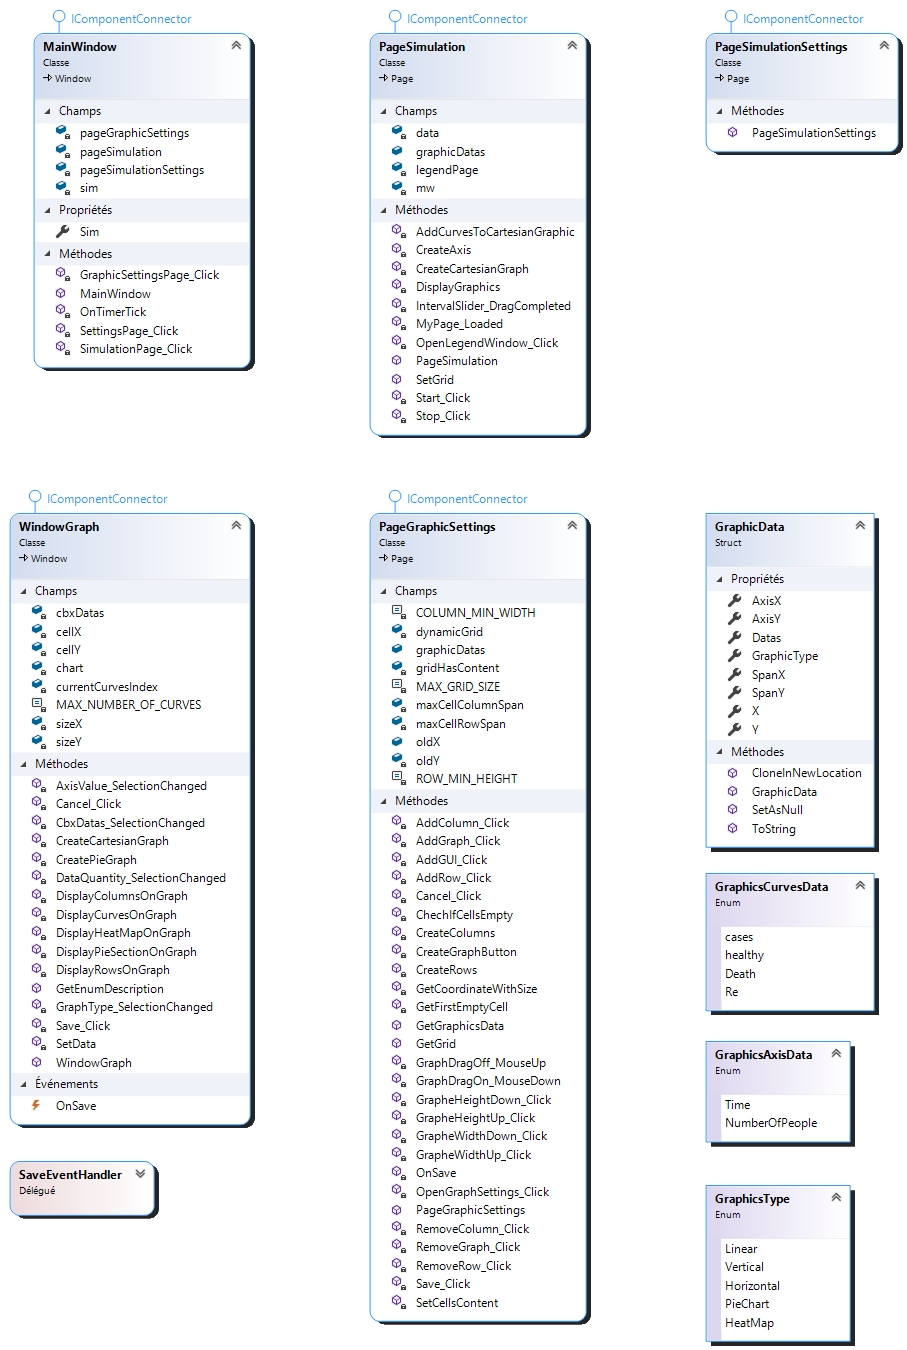 IComponentConnector
MainWindow
Classe
Window
Champs
pageGraphicSettings
pageSimulation
pageSimulationSettings
sim
Propriétés
Sim
Méthodes
GraphicSettingsPage_Click
MainWindow
OnTimerTick
SettingsPage_Click
SimulationPage_Click
IComponentConnector
PageSimulation
Classe
Page
Champs
data
graphicDatas
legendPage
mw
Méthodes
AddCurvesToCartesianGraphic
CreateAxis
CreateCartesianGraph
DisplayGraphics
IntervalSlider_DragCompleted
MyPage_Loaded
OpenLegendWindow_Click
PageSimulation
SetGrid
Start_Click
Stop_Click
IComponentConnector
PageSimulationSettings
Classe
Page
Méthodes
PageSimulationSettings
IComponentConnector
WindowGraph
Classe
Window
Champs
cbxDatas
cellX
cellY
chart
currentCurvesIndex
MAX_NUMBER_OF_CURVES
sizeX
sizeY
Méthodes
AxisValue_SelectionChanged
Cancel_Click
CbxDatas_SelectionChanged
CreateCartesianGraph
CreatePieGraph
DataQuantity_SelectionChanged
DisplayColumnsOnGraph
DisplayCurvesOnGraph
DisplayHeatMapOnGraph
DisplayPieSectionOnGraph
DisplayRowsOnGraph
GetEnumDescription
GraphType_SelectionChanged
Save_Click
SetData
WindowGraph
Événements
OnSave
SaveEventHandler
Délégué
IComponentConnector
PageGraphicSettings
Classe
Page
Champs
COLUMN_MIN_WIDTH
dynamicGrid
graphicDatas
gridHasContent
MAX_GRID_SIZE
maxCellColumnSpan
maxCellRowSpan
oldX
oldY
ROW_MIN_HEIGHT
Méthodes
AddColumn_Click
AddGraph_Click
AddGUI_Click
AddRow_Click
Cancel_Click
ChechIfCellsEmpty
CreateColumns
CreateGraphButton
CreateRows
GetCoordinateWithSize
GetFirstEmptyCell
GetGraphicsData
GetGrid
GraphDragOff_MouseUp
GraphDragOn_MouseDown
GrapheHeightDown_Click
GrapheHeightUp_Click
GrapheWidthDown_Click
GrapheWidthUp_Click
OnSave
OpenGraphSettings_Click
PageGraphicSettings
RemoveColumn_Click
RemoveGraph_Click
RemoveRow_Click
Save_Click
SetCellsContent
GraphicData
Struct
Propriétés
AxisX
AxisY
Datas
GraphicType
SpanX
SpanY
X
Y
Méthodes
CloneInNewLocation
GraphicData
SetAsNull
ToString
GraphicsCurvesData
Enum
cases
healthy
Death
Re
GraphicsAxisData
Enum
Time
NumberOfPeople
GraphicsType
Enum
Linear
Vertical
Horizontal
PieChart
HeatMap